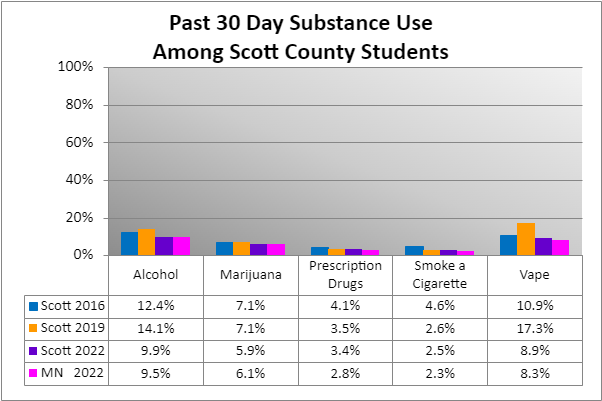 Past 30 Day Substance Use
Among Scott County Students
100%
80%
60%
40%
20%
0%
Alcohol Marijuana Prescription Drugs Smoke a Cigarette Vape
Scott 2016 12.4% 7.1% 4.1% 4.6% 10.9%
Scott 2019 14.1% 7.1% 3.5% 2.6% 17.3%
Scott 2022 9.9% 5.9% 3.4% 2.5% 8.9%
MN 2022 9.5% 6.1% 2.8% 2.3% 8.3%